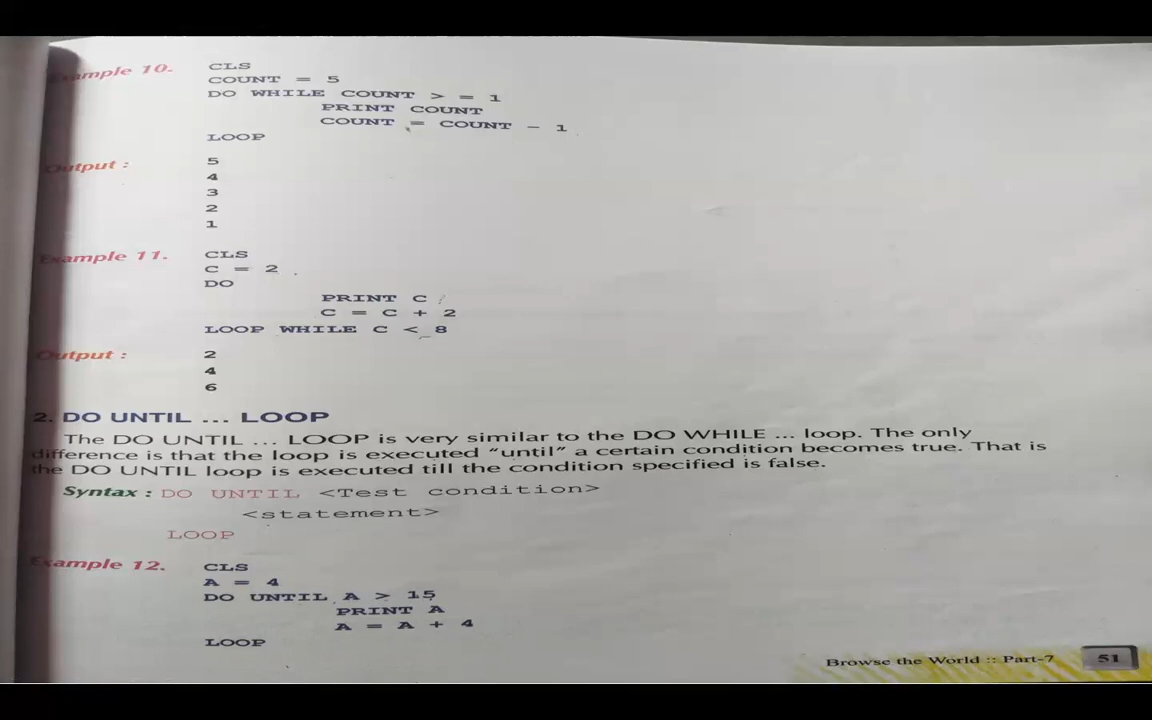 Example 10. CLS
COUNT = 5
DO WHILE COUNT > = 1
PRINT COUNT
COUNT = COUNT - 1
LOOP
Output : 5
4
3
2
1
Example 11. CLS
C = 2
DO
PRINT C
C = C + 2
LOOP WHILE C < 8
Output : 2
4
6
2. DO UNTIL ... LOOP
The DO UNTIL ... LOOP is very similar to the DO WHILE ... loop. The only
difference is that the loop is executed “until” a certain condition becomes true. That is
the DO UNTIL loop is executed till the condition specified is false.
Syntax : DO UNTIL <Test condition>
<statement>
LOOP
Example 12. CLS
A = 4
DO UNTIL A > 15
PRINT A
A = A + 4
LOOP
Browse the World :: Part-7 51